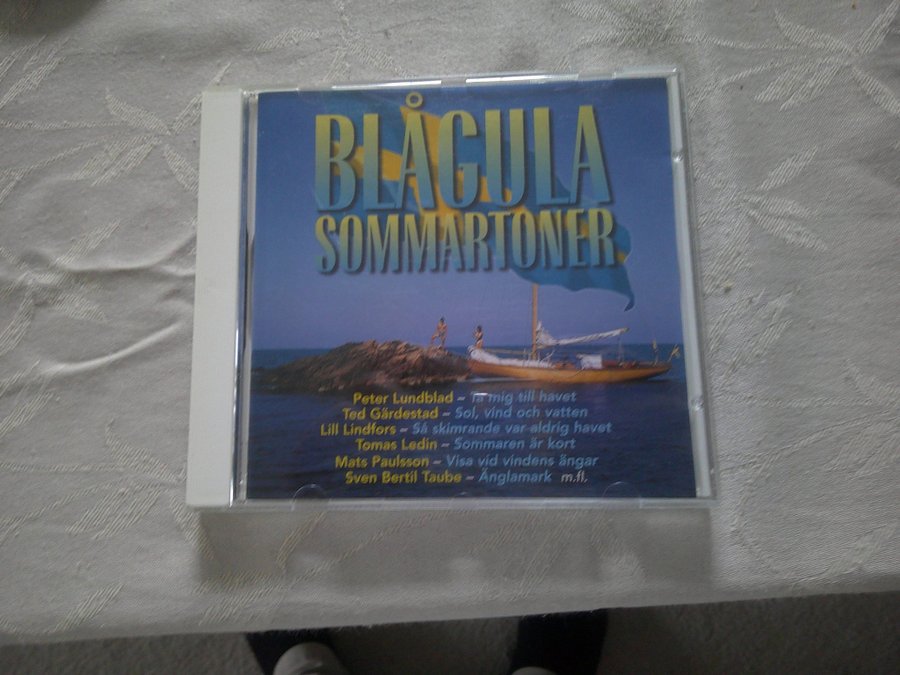 BLÅGULA
SOMMARTONER
Peter Lundblad – Ta mig till havet
Ted Gärdestad – Sol, vind och vatten
Lill Lindfors – Så skimrande var aldrig havet
Tomas Ledin – Sommaren är kort
Mats Paulsson – Visa vid vindens ängar
Sven Bertil Taube – Änglamark m.fl.